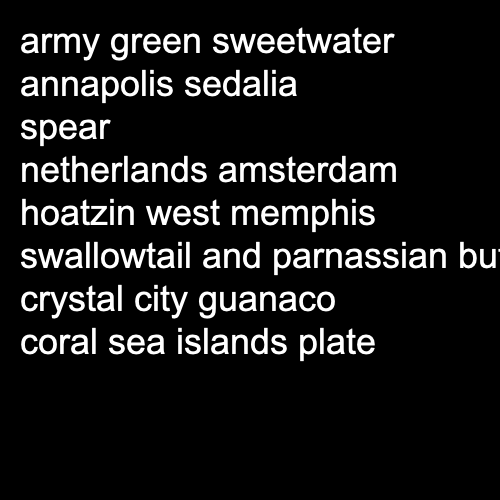 army green sweetwater
annapolis sedalia
spear
netherlands amsterdam
hoatzin west memphis
swallowtail and parnassian
crystal city guanaco
coral sea islands plate